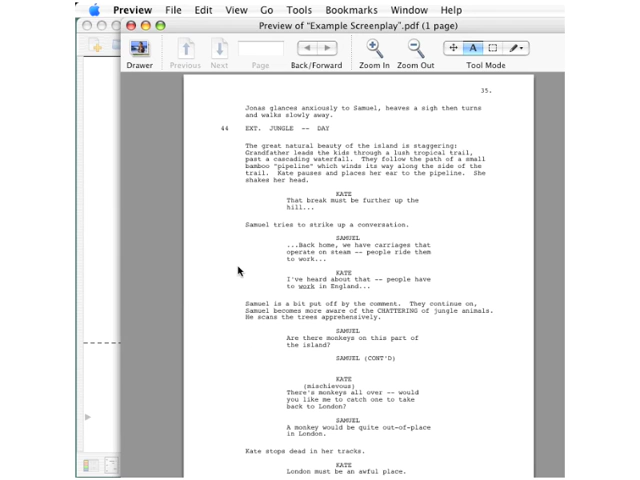 Preview File Edit View Go Tools Bookmarks Window Help
Preview of “Example Screenplay”.pdf (1 page)
Drawer Previous Next Page Back/Forward Zoom In Zoom Out Tool Mode
A
35.
Jonas glances anxiously to Samuel, heaves a sigh then turns
and walks slowly away.
44 EXT. JUNGLE -- DAY
The great natural beauty of the island is staggering:
Grandfather leads the kids through a lush tropical trail,
past a cascading waterfall. They follow the path of a small
bamboo "pipeline" which winds its way along the side of the
trail. Kate pauses and places her ear to the pipeline. She
shakes her head.
KATE
That break must be further up the
hill...
Samuel tries to strike up a conversation.
SAMUEL
...Back home, we have carriages that
operate on steam -- people ride them
to work...
KATE
I've heard about that -- people have
to work in England...
Samuel is a bit put off by the comment. They continue on,
Samuel becomes more aware of the CHATTERING of jungle animals.
He scans the trees apprehensively.
SAMUEL
Are there monkeys on this part of
the island?
SAMUEL (CONT'D)
KATE
(mischievous)
There's monkeys all over -- would
you like me to catch one to take
back to London?
SAMUEL
A monkey would be quite out-of-place
in London.
Kate stops dead in her tracks.
KATE
London must be an awful place.